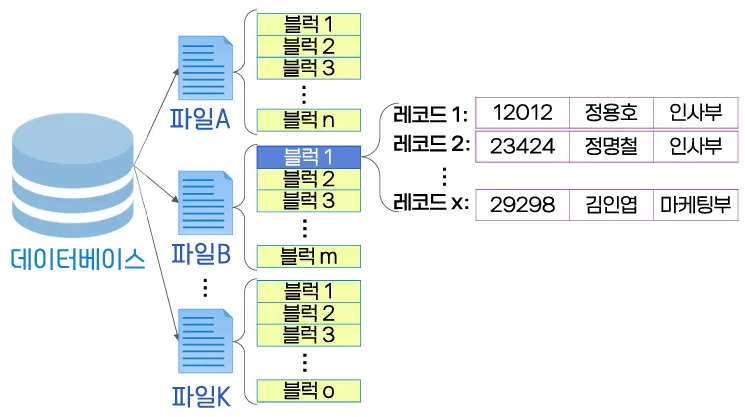 데이터베이스
파일A
블럭 1
블럭 2
블럭 3
⋮
블럭 n
파일B
블럭 1
블럭 2
블럭 3
⋮
블럭 m
⋮
파일K
블럭 1
블럭 2
블럭 3
⋮
블럭 o
레코드 1: 12012 정용호 인사부
레코드 2: 23424 정명철 인사부
⋮
레코드 x: 29298 김인엽 마케팅부